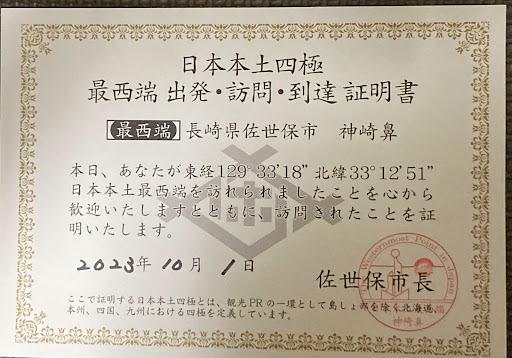 日本本土四極
最西端 出発・訪問・到達 証明書
【最西端】長崎県佐世保市　神崎鼻
本日、あなたが東経129°33'18"北緯33°12'51"
日本本土最西端を訪れられましたことを心から
歓迎いたしますとともに、訪問されたことを証
明いたします。
2023年 10月 1日
佐世保市長
ここで証明する日本本土四極とは、観光PRの一環として島しょ部を除く北海道、
本州、四国、九州における四極を定義しています。
Westernmost Point in Japan
神崎鼻